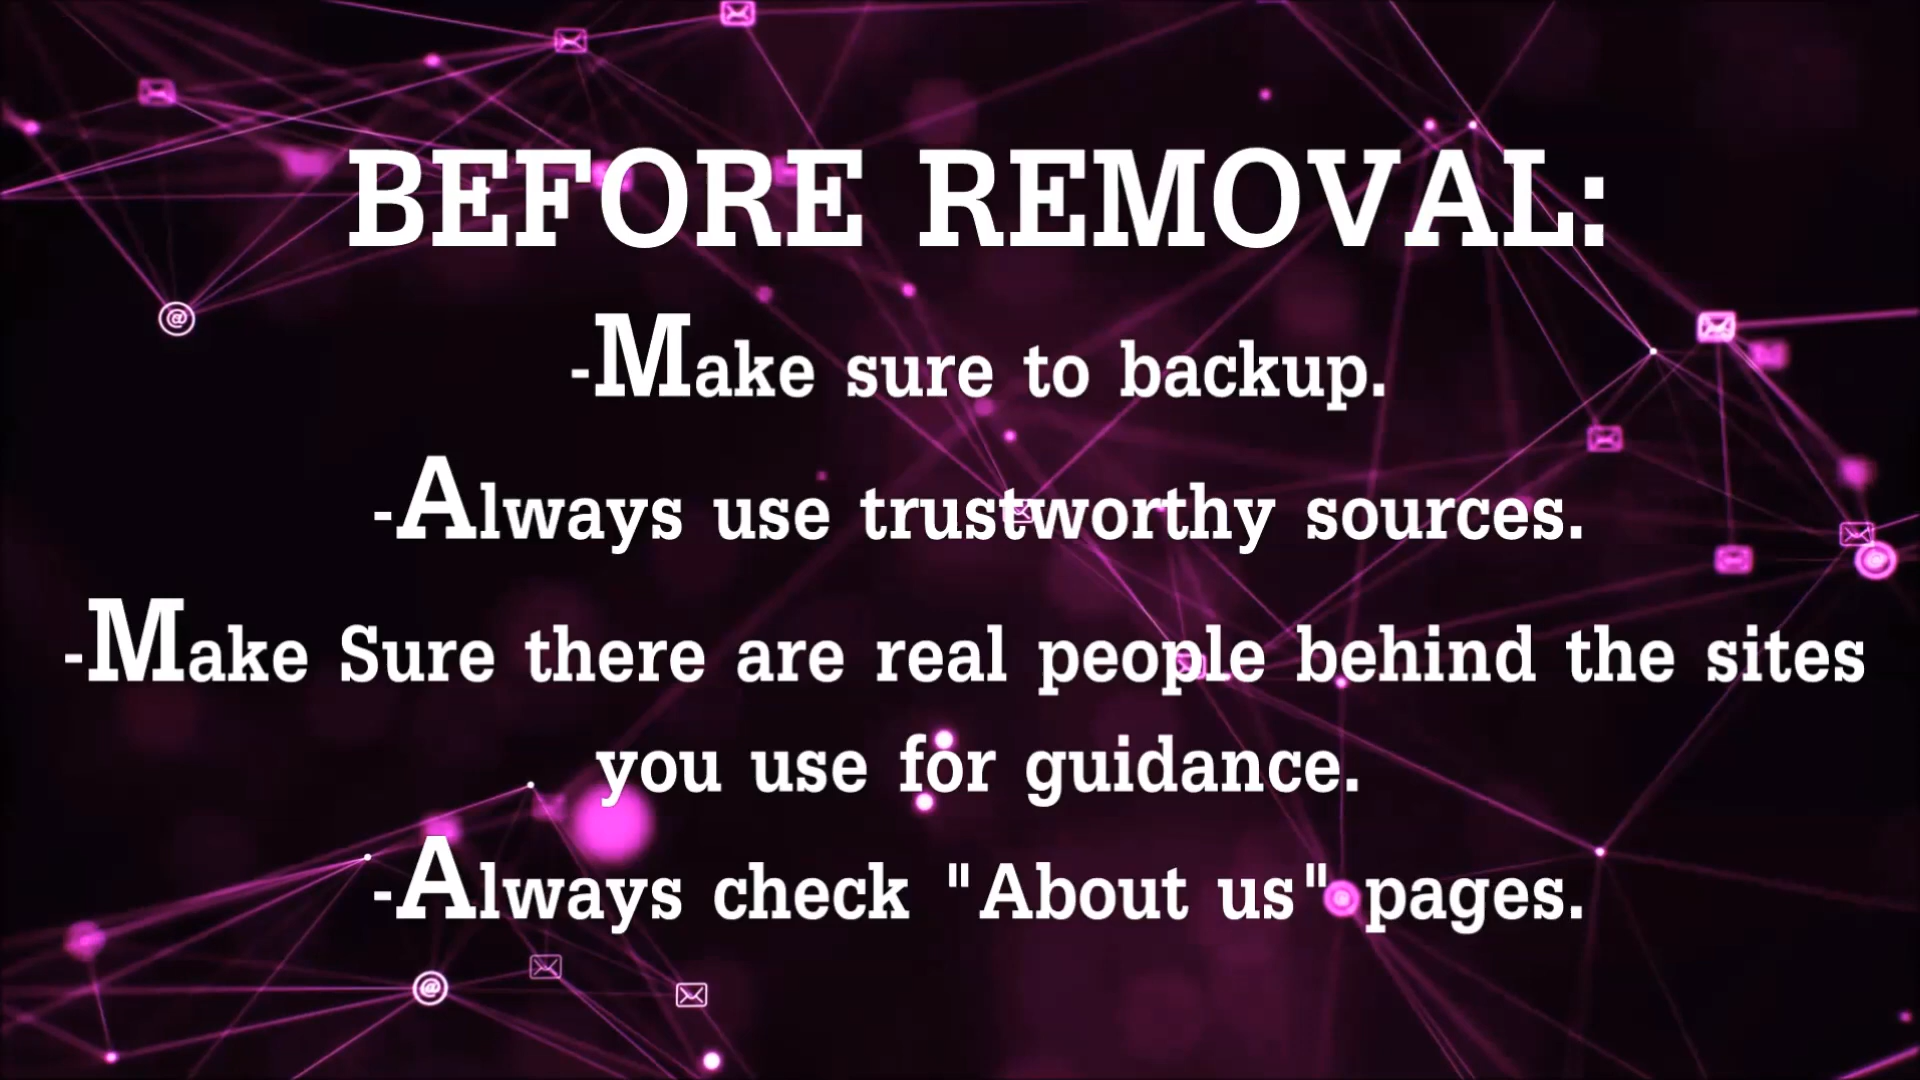 BEFORE REMOVAL:
-Make sure to backup.
-Always use trustworthy sources.
-Make Sure there are real people behind the sites
you use for guidance.
-Always check "About us" pages.